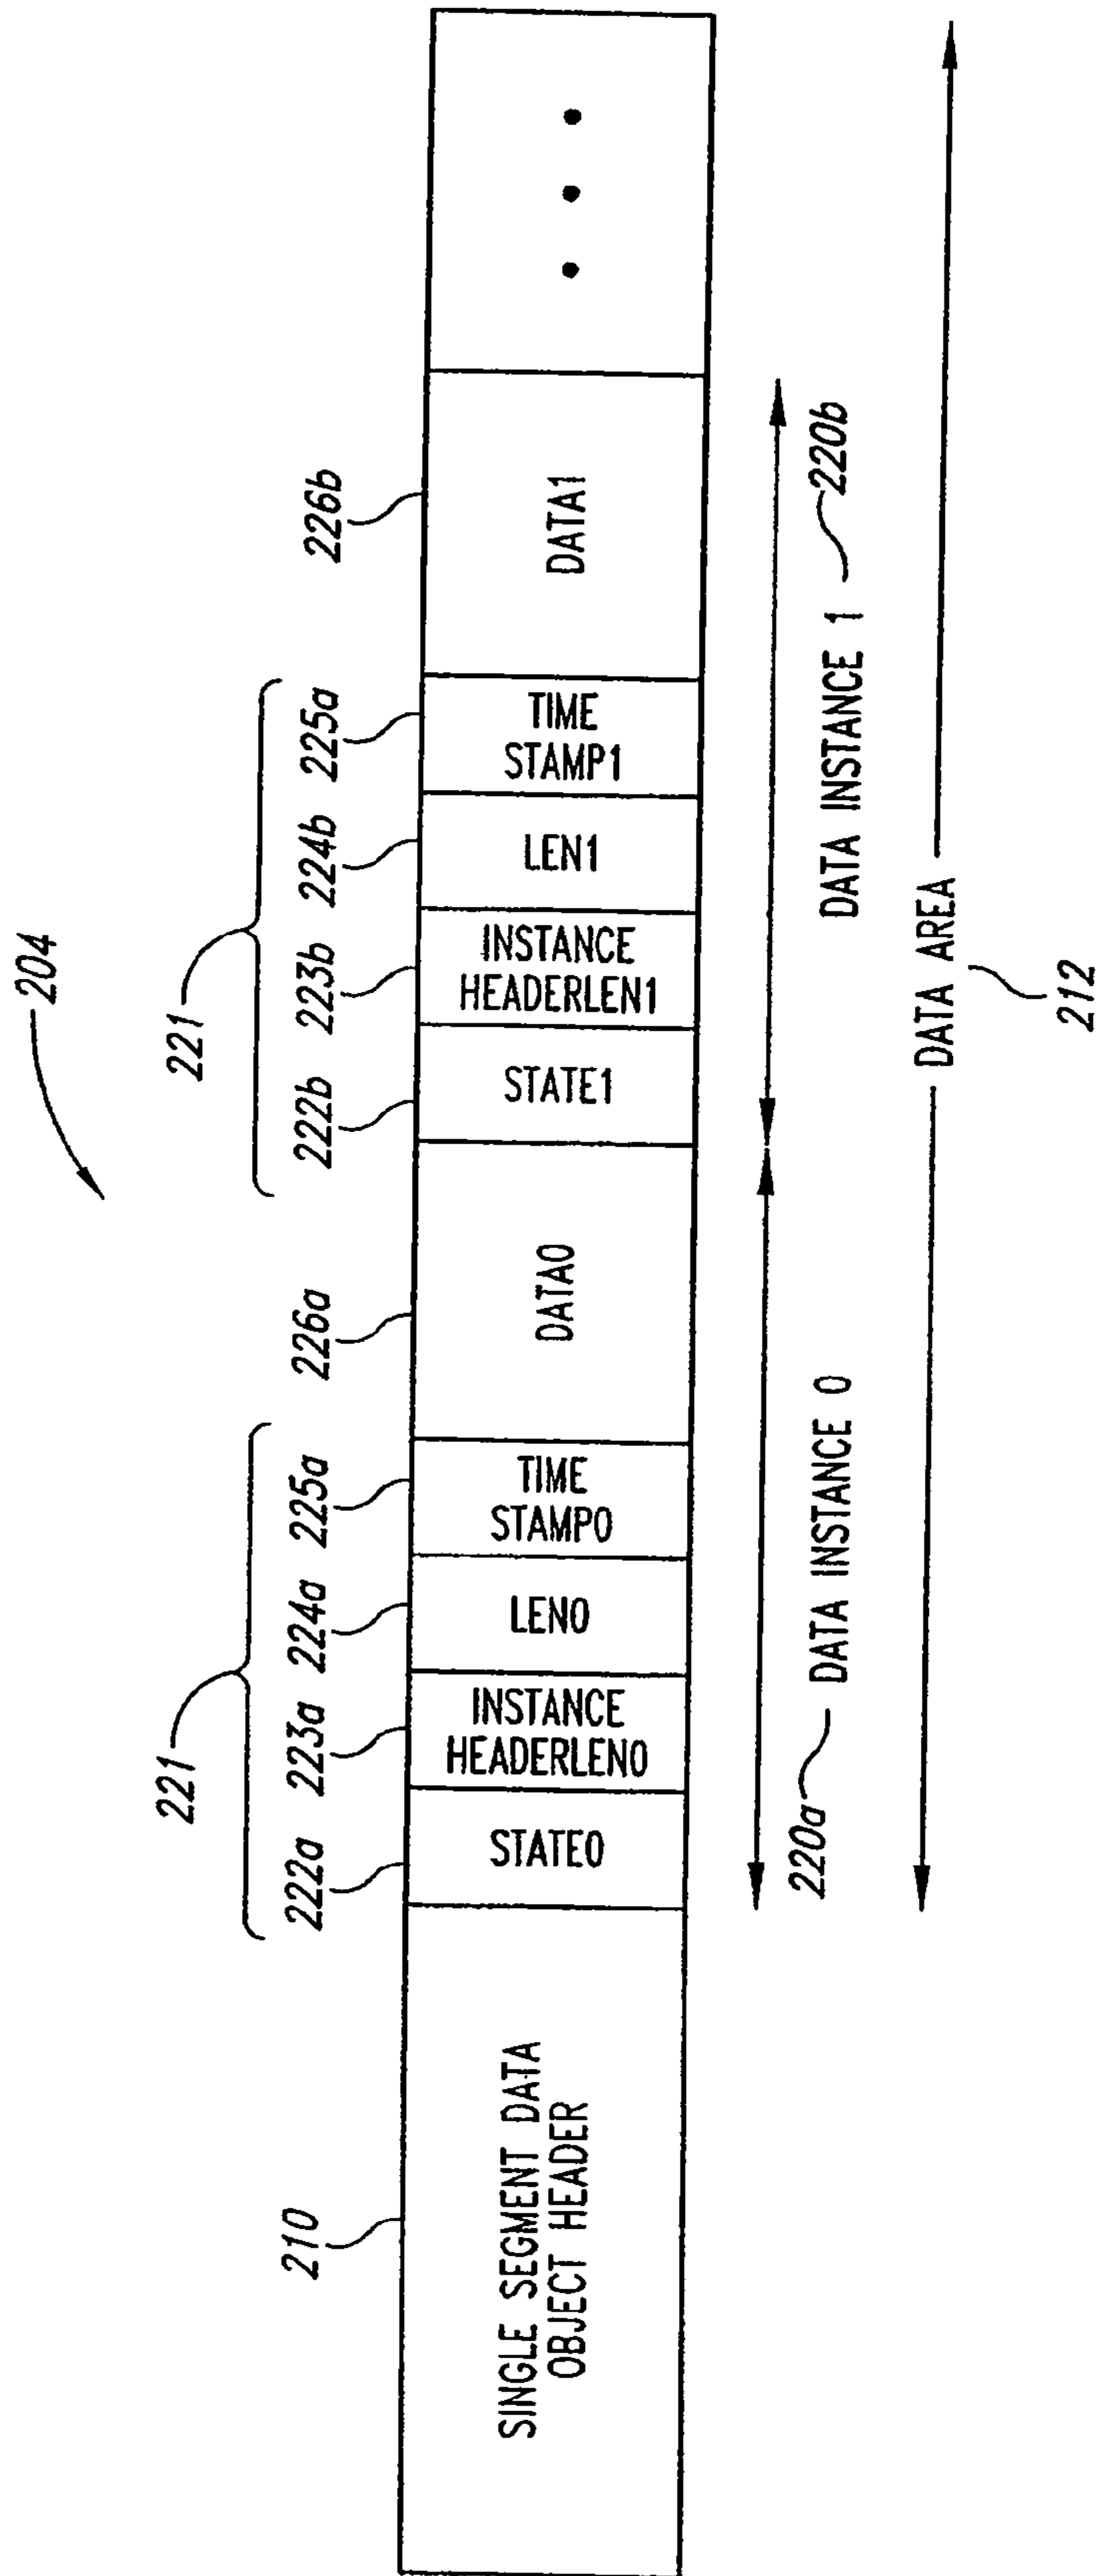 204
221
221
210
222a
223a
224a
225a
226a
222b
223b
224b
225a
226b
SINGLE SEGMENT DATA
OBJECT HEADER
STATE0
INSTANCE
HEADERLEN0
LEN0
TIME
STAMP0
DATA0
STATE1
INSTANCE
HEADERLEN1
LEN1
TIME
STAMP1
DATA1
• • •
220a
DATA INSTANCE 0
DATA INSTANCE 1
220b
DATA AREA
212